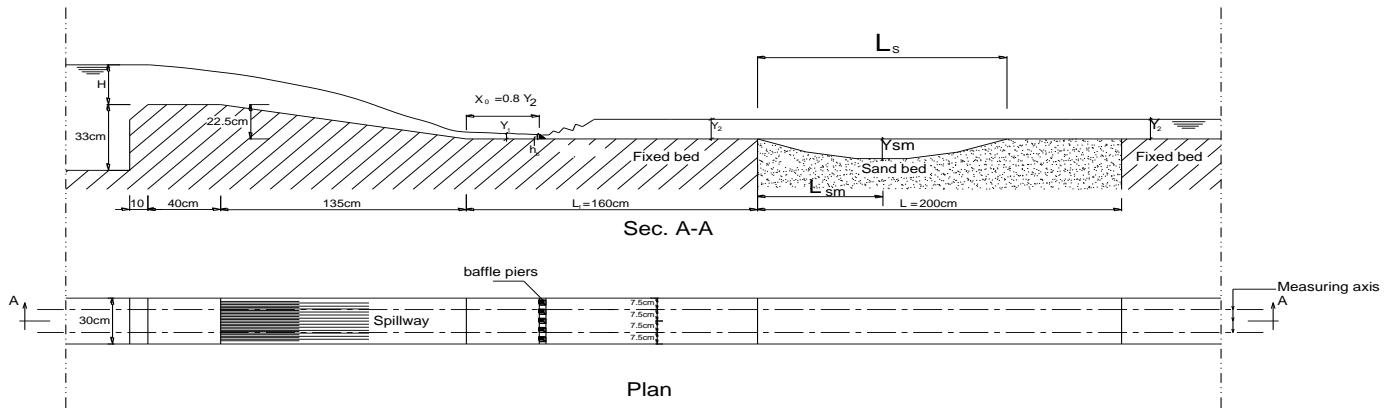 Ls
H
X0 =0.8 Y2
22.5cm
33cm
Y1
Y2
Y2
Ysm
Fixed bed
Sand bed
Fixed bed
Lsm
10
40cm
135cm
L=160cm
L =200cm
Sec. A-A
baffle piers
Measuring axis
A
A
30cm
Spillway
7.5cm
7.5cm
7.5cm
7.5cm
Plan